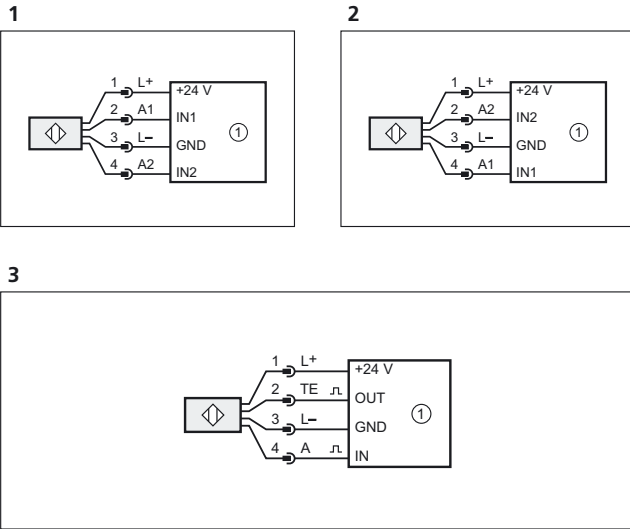 1
1 L+ +24 V
2 A1 IN1
3 L– GND
4 A2 IN2
①
2
1 L+ +24 V
2 A2 IN2
3 L– GND
4 A1 IN1
①
3
1 L+ +24 V
2 TE OUT
3 L– GND
4 A IN
①